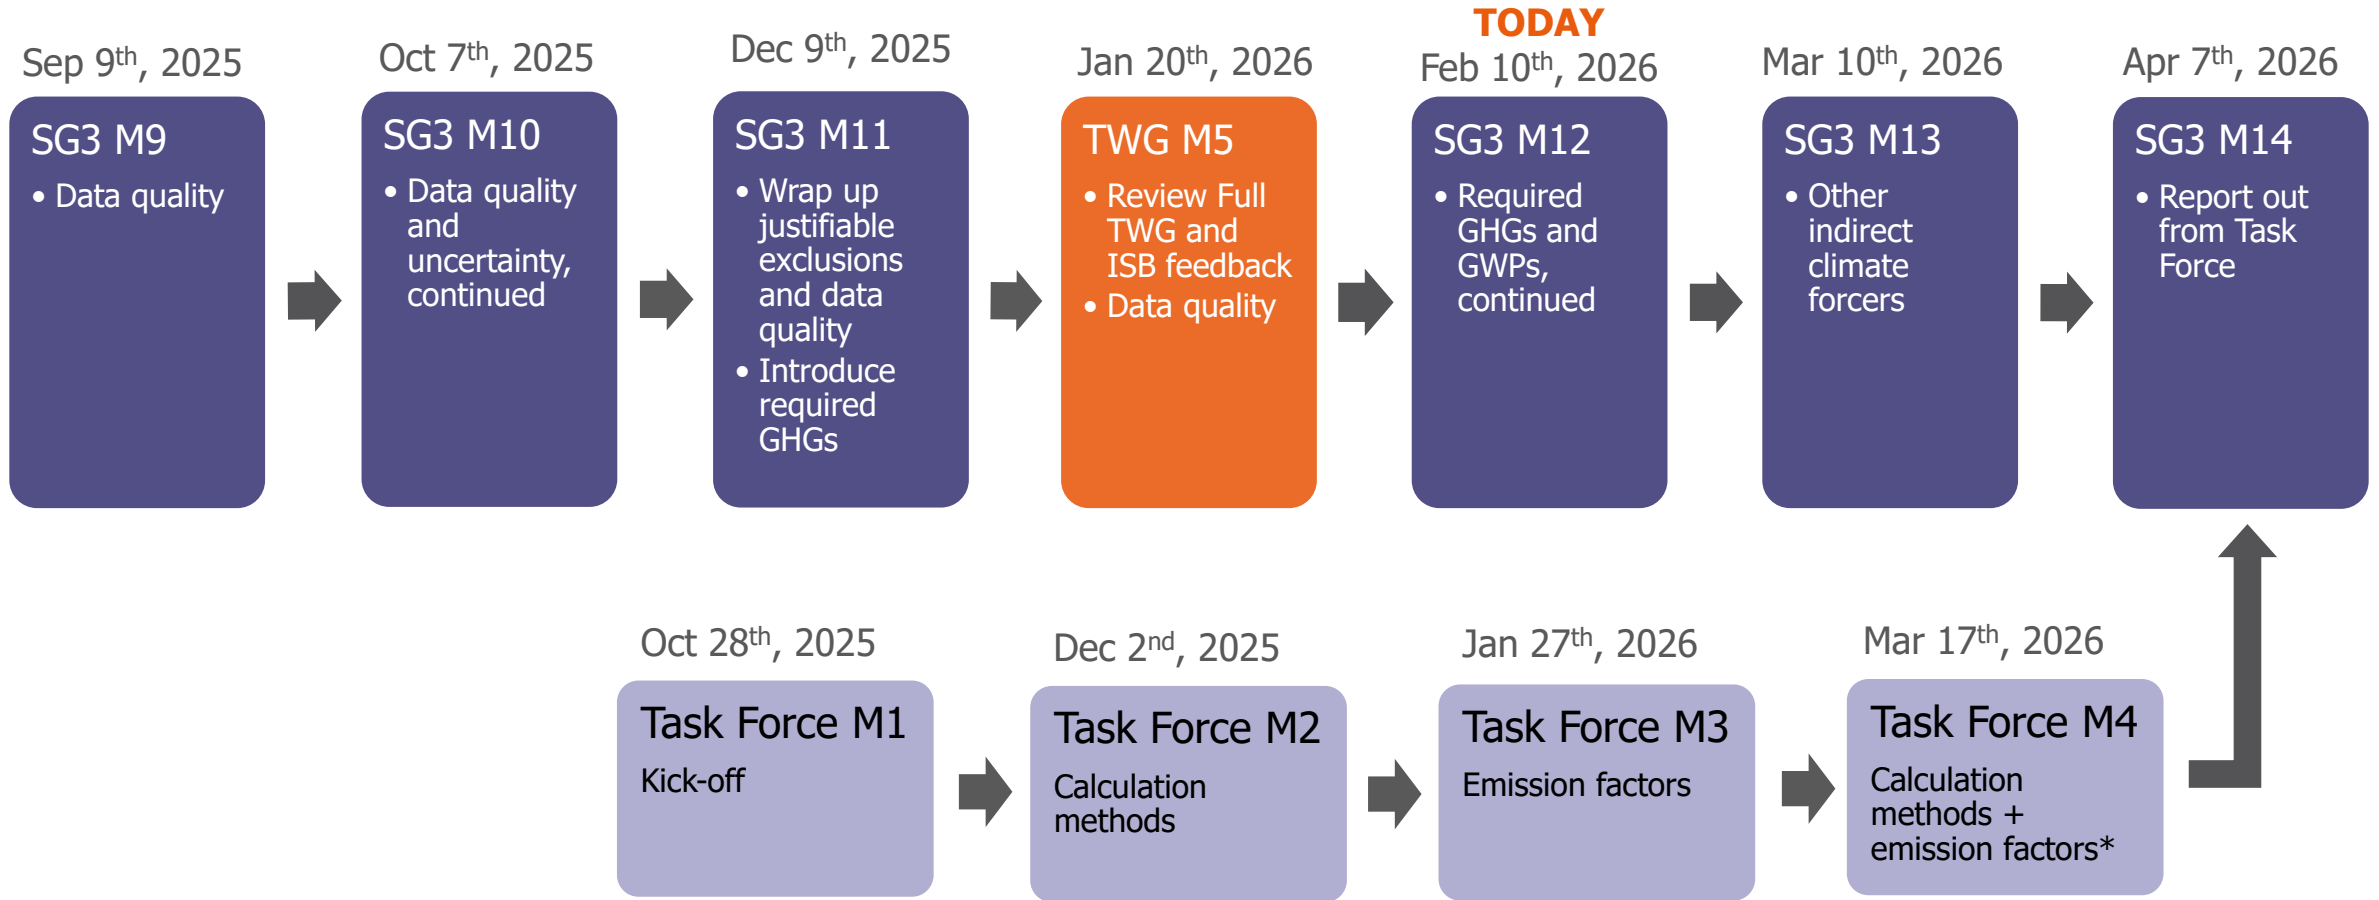 TODAY
Sep 9th, 2025
Oct 7th, 2025
Dec 9th, 2025
Jan 20th, 2026
Feb 10th, 2026
Mar 10th, 2026
Apr 7th, 2026
SG3 M9
• Data quality
SG3 M10
• Data quality
and
uncertainty,
continued
SG3 M11
• Wrap up
justifiable
exclusions
and data
quality
• Introduce
required
GHGs
TWG M5
• Review Full
TWG and
ISB feedback
• Data quality
SG3 M12
• Required
GHGs and
GWPs,
continued
SG3 M13
• Other
indirect
climate
forcers
SG3 M14
• Report out
from Task
Force
Oct 28th, 2025
Task Force M1
Kick-off
Dec 2nd, 2025
Task Force M2
Calculation
methods
Jan 27th, 2026
Task Force M3
Emission factors
Mar 17th, 2026
Task Force M4
Calculation
methods +
emission factors*